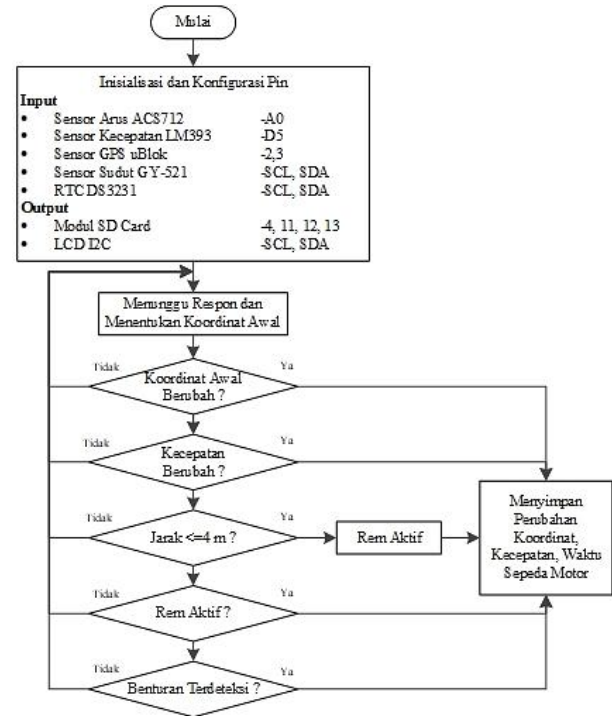 Mulai
Inisialisasi dan Konfigurasi Pin
Input
• Sensor Arus ACS712 -A0
• Sensor Kecepatan LM393 -D5
• Sensor GPS uBlok -2,3
• Sensor Sudut GY-521 -SCL, SDA
• RTC DS3231 -SCL, SDA
Output
• Modul SD Card -4, 11, 12, 13
• LCD I2C -SCL, SDA
Menunggu Respon dan
Menentukan Koordinat Awal
Tidak
Ya
Koordinat Awal
Berubah ?
Tidak
Ya
Kecepatan
Berubah ?
Tidak
Ya
Jarak <=4 m ?
Rem Aktif
Menyimpan
Perubahan
Koordinat,
Kecepatan, Waktu
Sepeda Motor
Tidak
Ya
Rem Aktif ?
Tidak
Ya
Benturan Terdeteksi ?